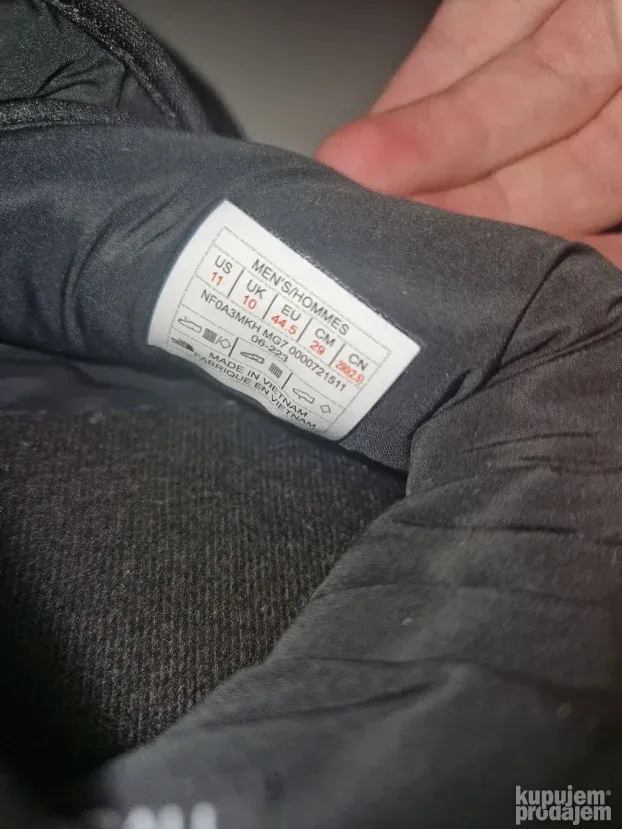 MEN'S/HOMMES
US | UK | EU | CM | CN
11 | 10 | 44.5 | 29 | 290(2.5)
NF0A3MKH MG7 0000721511
06-223
MADE IN VIETNAM
FABRIQUE EN VIETNAM
kupujem
prodajem